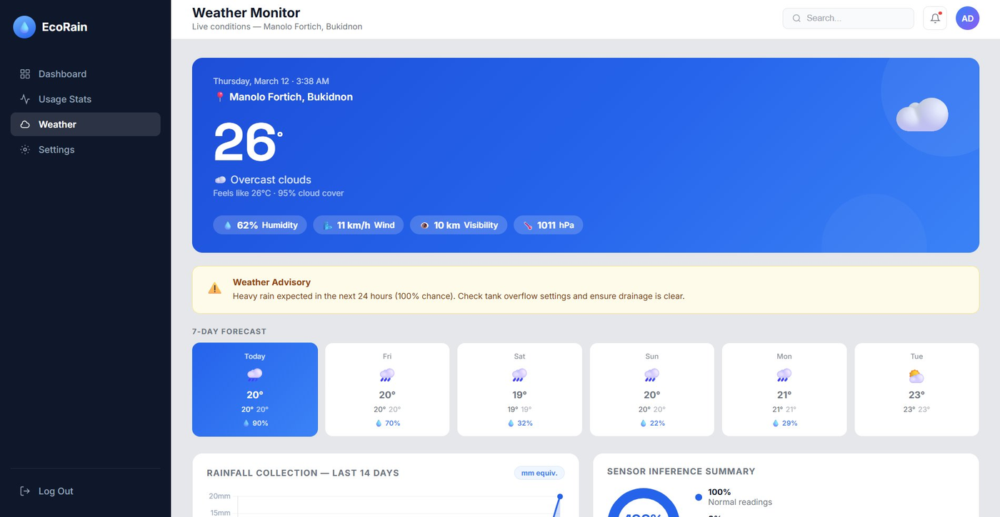 EcoRain
Dashboard
Usage Stats
Weather
Settings
Log Out
Weather Monitor
Live conditions — Manolo Fortich, Bukidnon
Search...
AD
Thursday, March 12 · 3:38 AM
Manolo Fortich, Bukidnon
26°
Overcast clouds
Feels like 26°C · 95% cloud cover
62% Humidity
11 km/h Wind
10 km Visibility
1011 hPa
Weather Advisory
Heavy rain expected in the next 24 hours (100% chance). Check tank overflow settings and ensure drainage is clear.
7-DAY FORECAST
Today
20°
20° 20°
90%
Fri
20°
20° 20°
70%
Sat
19°
19° 19°
32%
Sun
20°
20° 20°
22%
Mon
21°
21° 21°
29%
Tue
23°
23° 23°
RAINFALL COLLECTION — LAST 14 DAYS
mm equiv.
20mm
15mm
SENSOR INFERENCE SUMMARY
100%
Normal readings